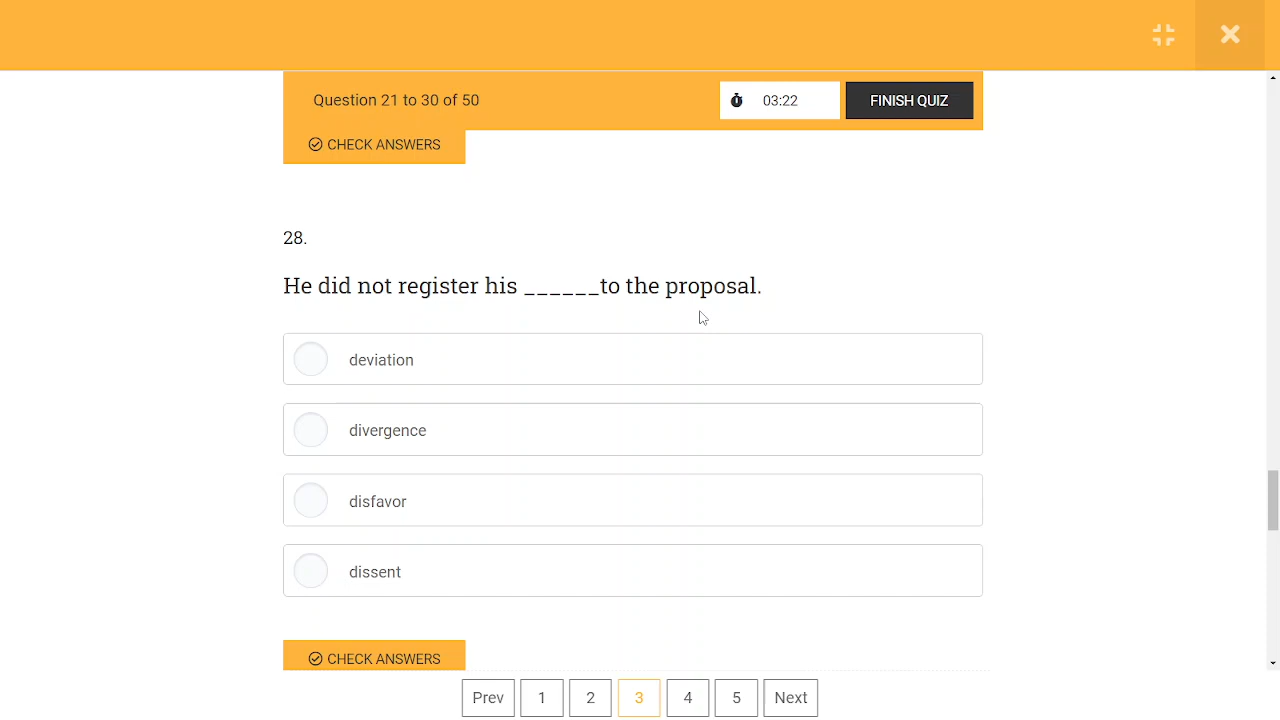 Question 21 to 30 of 50
03:22
FINISH QUIZ
CHECK ANSWERS
28.
He did not register his ______to the proposal.
deviation
divergence
disfavor
dissent
CHECK ANSWERS
Prev 1 2 3 4 5 Next